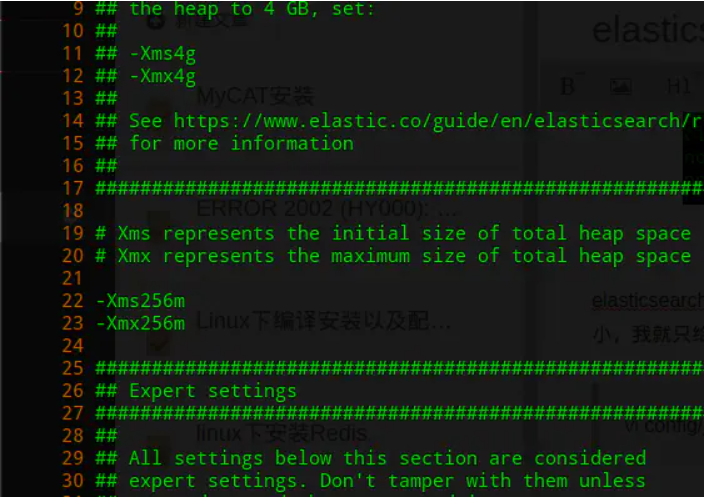 9 ## the heap to 4 GB, set:
10 ##
11 ## -Xms4g
12 ## -Xmx4g
13 ##
14 ## See https://www.elastic.co/guide/en/elasticsearch/r
15 ## for more information
16 ##
17 ######################################################
18
19 # Xms represents the initial size of total heap space
20 # Xmx represents the maximum size of total heap space
21
22 -Xms256m
23 -Xmx256m
24
25 ######################################################
26 ## Expert settings
27 ######################################################
28 ##
29 ## All settings below this section are considered
30 ## expert settings. Don't tamper with them unless
elastics
B
H1
MyCAT安装
ERROR 2002 (HY000): ...
elasticsearch
Linux下编译安装以及配...
小，我就只给
linux下安装Redis
vi config/